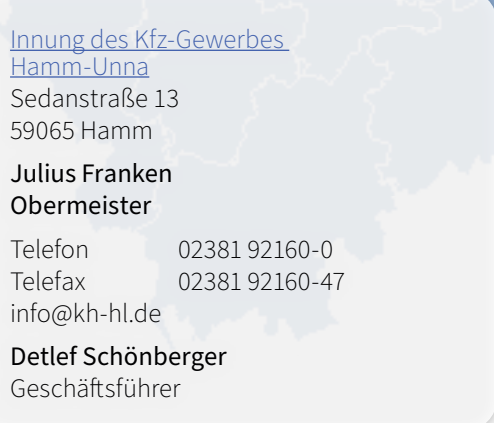 Innung des Kfz-Gewerbes
Hamm-Unna
Sedanstraße 13
59065 Hamm
Julius Franken
Obermeister
Telefon 02381 92160-0
Telefax 02381 92160-47
info@kh-hl.de
Detlef Schönberger
Geschäftsführer